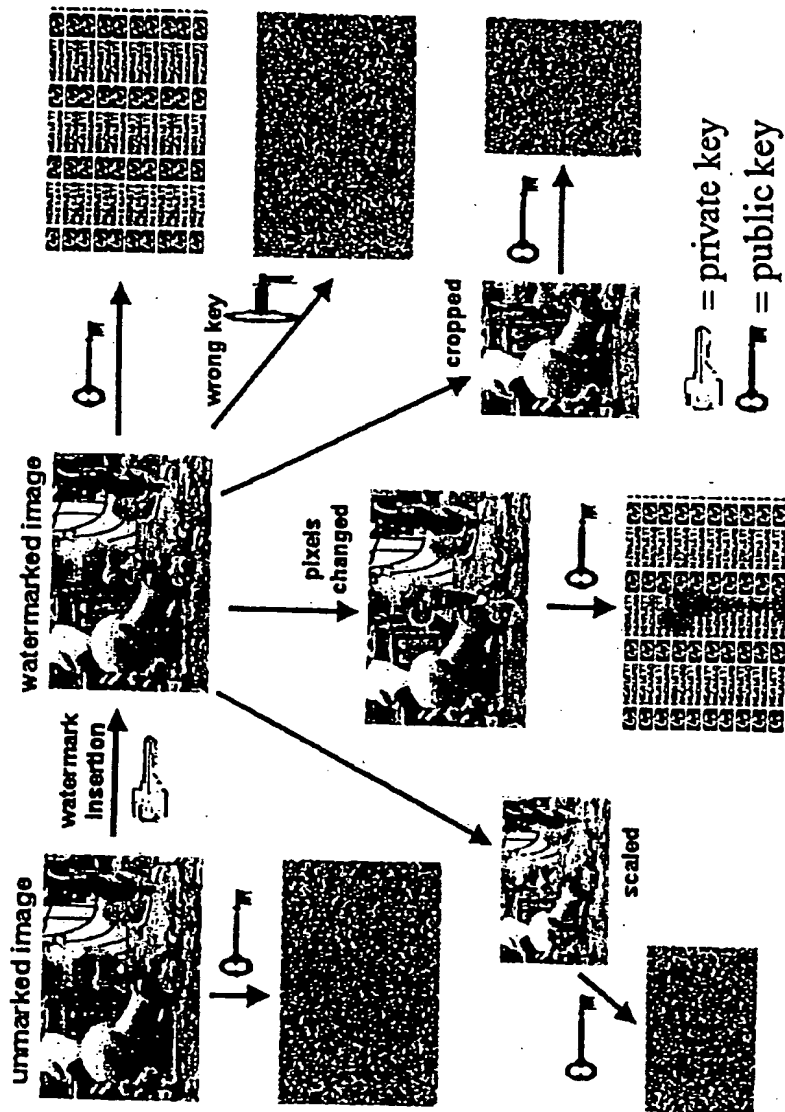 unmarked image
watermark
insertion
watermarked image
wrong key
pixels
changed
cropped
scaled
= private key
= public key